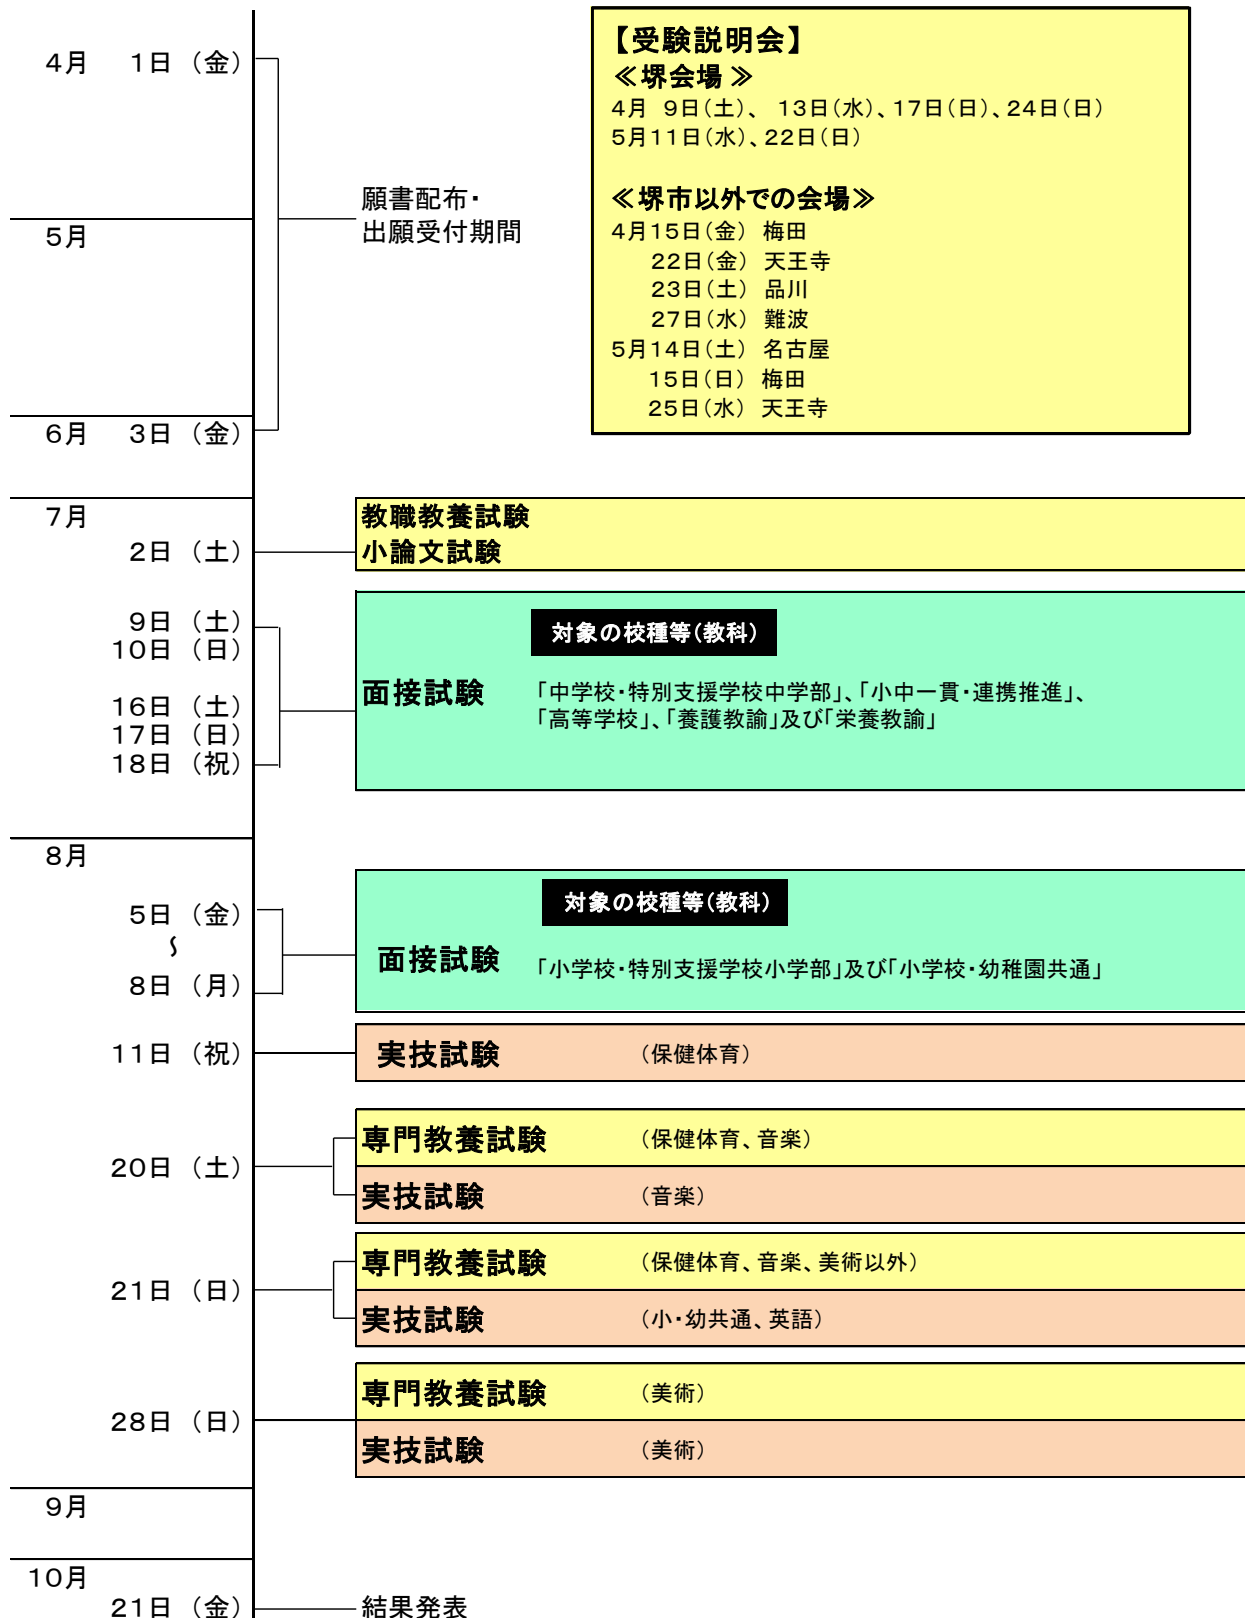 【受験説明会】
≪堺会場 ≫
4月 9日(土)、 13日(水)、17日(日)、24日(日)
5月11日(水)、22日(日)
≪堺市以外での会場≫
4月15日(金) 梅田
22日(金) 天王寺
23日(土) 品川
27日(水) 難波
5月14日(土) 名古屋
15日(日) 梅田
25日(水) 天王寺
4月 1日 (金)
願書配布・
出願受付期間
5月
6月 3日 (金)
7月
2日 (土)
教職教養試験
小論文試験
9日 (土)
10日 (日)
16日 (土)
17日 (日)
18日 (祝)
対象の校種等(教科)
面接試験
「中学校・特別支援学校中学部」、「小中一貫・連携推進」、
「高等学校」、「養護教諭」及び「栄養教諭」
8月
5日 (金)
~
8日 (月)
対象の校種等(教科)
面接試験
「小学校・特別支援学校小学部」及び「小学校・幼稚園共通」
11日 (祝)
実技試験 (保健体育)
20日 (土)
専門教養試験 (保健体育、音楽)
実技試験 (音楽)
21日 (日)
専門教養試験 (保健体育、音楽、美術以外)
実技試験 (小・幼共通、英語)
28日 (日)
専門教養試験 (美術)
実技試験 (美術)
9月
10月
21日 (金)
結果発表